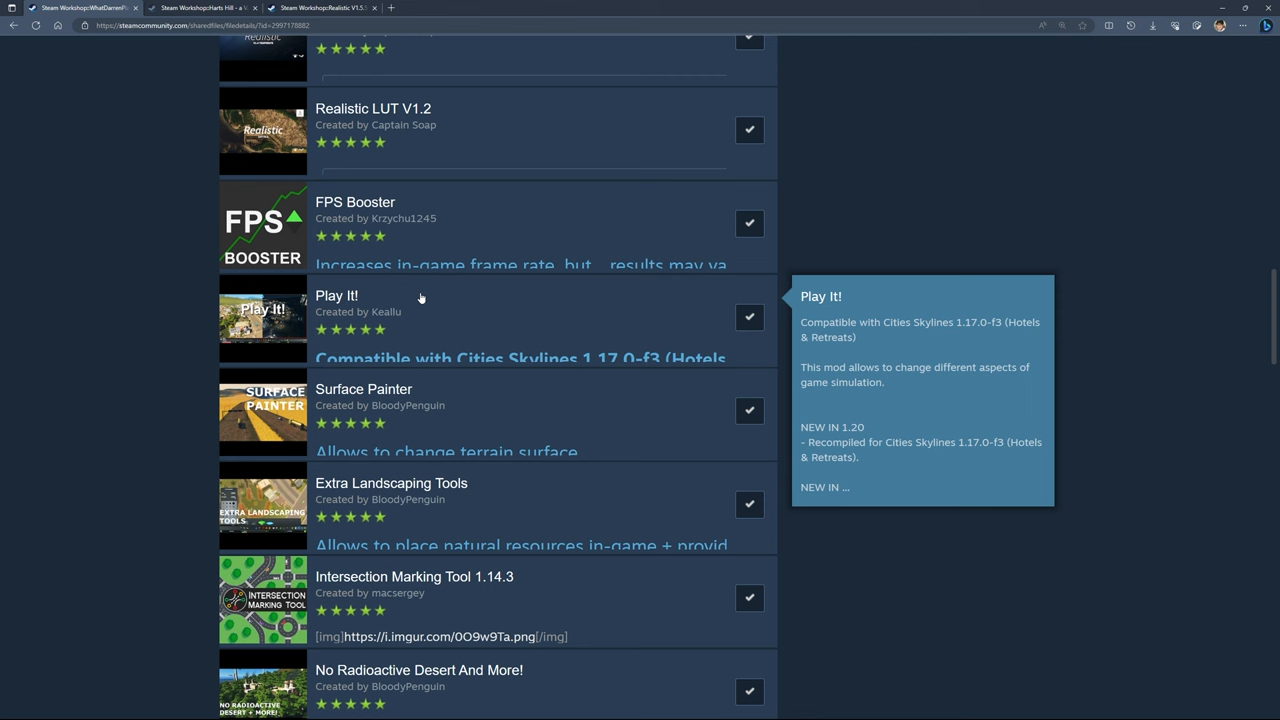 Steam Workshop::WhatDarrenPl
Steam Workshop::Harts Hill - a V
Steam Workshop::Realistic V1.5.5
https://steamcommunity.com/sharedfiles/filedetails/?id=2997178882
Realistic
Realistic LUT V1.2
Created by Captain Soap
Realistic
FPS Booster
Created by Krzychu1245
FPS
BOOSTER
Increases in-game frame rate, but... results may va
Play It!
Created by Keallu
Play It!
Compatible with Cities Skylines 1.17.0-f3 (Hotels
Play It!
Compatible with Cities Skylines 1.17.0-f3 (Hotels
& Retreats)
This mod allows to change different aspects of
game simulation.
NEW IN 1.20
- Recompiled for Cities Skylines 1.17.0-f3 (Hotels
& Retreats).
NEW IN ...
Surface Painter
Created by BloodyPenguin
SURFACE
PAINTER
Allows to change terrain surface
Extra Landscaping Tools
Created by BloodyPenguin
EXTRA LANDSCAPING
TOOLS
Allows to place natural resources in-game + provid
Intersection Marking Tool 1.14.3
Created by macsergey
INTERSECTION
MARKING TOOL
[img]https://i.imgur.com/0O9w9Ta.png[/img]
No Radioactive Desert And More!
Created by BloodyPenguin
NO RADIOACTIVE
DESERT + MORE!